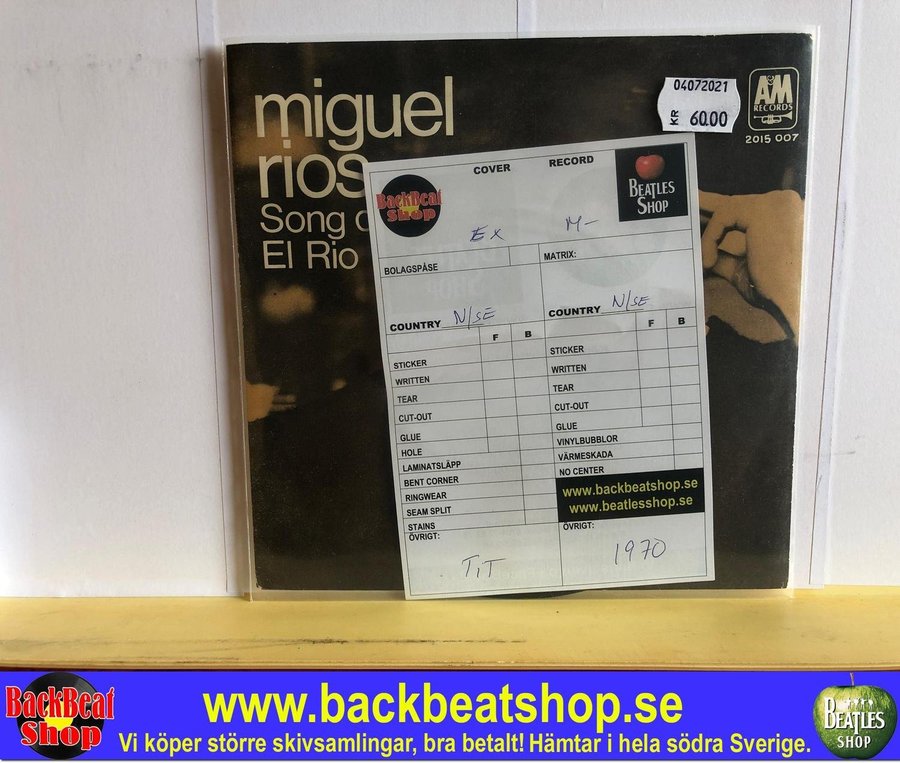 miguel
rios
Song o
El Rio
04072021
KR 60.00
A&M
RECORDS
2015 007
COVER RECORD
BackBeat
Shop
BEATLES
SHOP
EX M-
BOLAGSPÅSE MATRIX:
COUNTRY N/SE COUNTRY N/SE
F B F B
STICKER STICKER
WRITTEN WRITTEN
TEAR TEAR
CUT-OUT CUT-OUT
GLUE GLUE
HOLE VINYLBUBBLOR
LAMINATSLÄPP VÄRMESKADA
BENT CORNER NO CENTER
RINGWEAR www.backbeatshop.se
SEAM SPLIT www.beatlesshop.se
STAINS
ÖVRIGT: ÖVRIGT:
TIT 1970
BackBeat
Shop
www.backbeatshop.se
Vi köper större skivsamlingar, bra betalt! Hämtar i hela södra Sverige.
BEATLES
SHOP